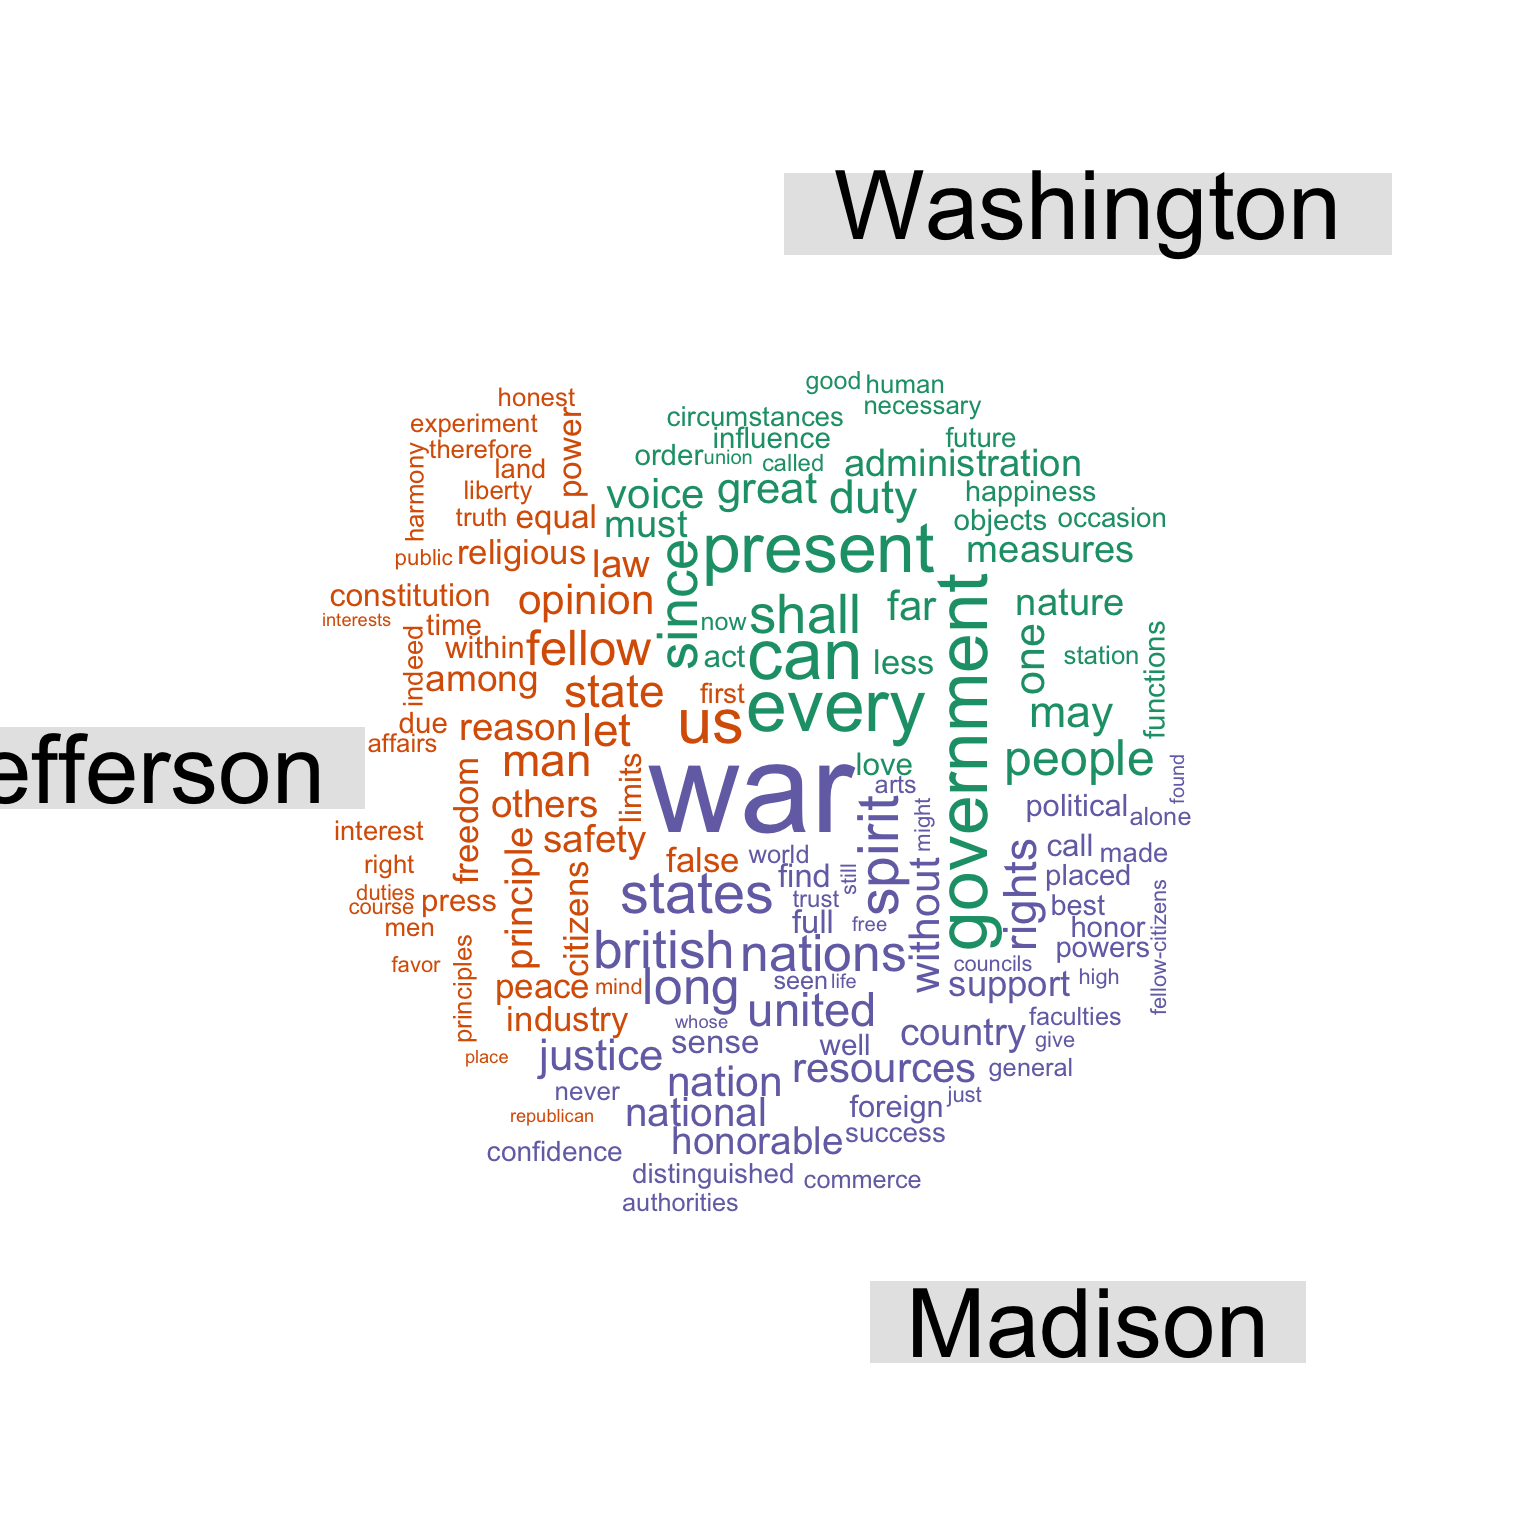 Washington
good human
circumstances necessary
influence future
order union called administration
voice great duty happiness
must objects occasion
present measures
since shall far nature
now
act can less one station functions
first
every government may
people
love
honest
experiment power
therefore
harmony land
liberty
truth equal
public religious law
constitution opinion
interests time
indeed within fellow
among state
us
due reason let
affairs
efferson
man
freedom others limits
interest safety
right principle false
duties citizens
course press
men
favor principles peace mind
industry
place
republican
war
arts found
spirit might political alone
world rights call made
find still placed
states trust without best
full free honor
british nations powers fellow-citizens
councils
long seen life support high
whose united faculties
justice sense well country give
resources general
never nation just
national foreign
honorable success
confidence
distinguished commerce
authorities
Madison